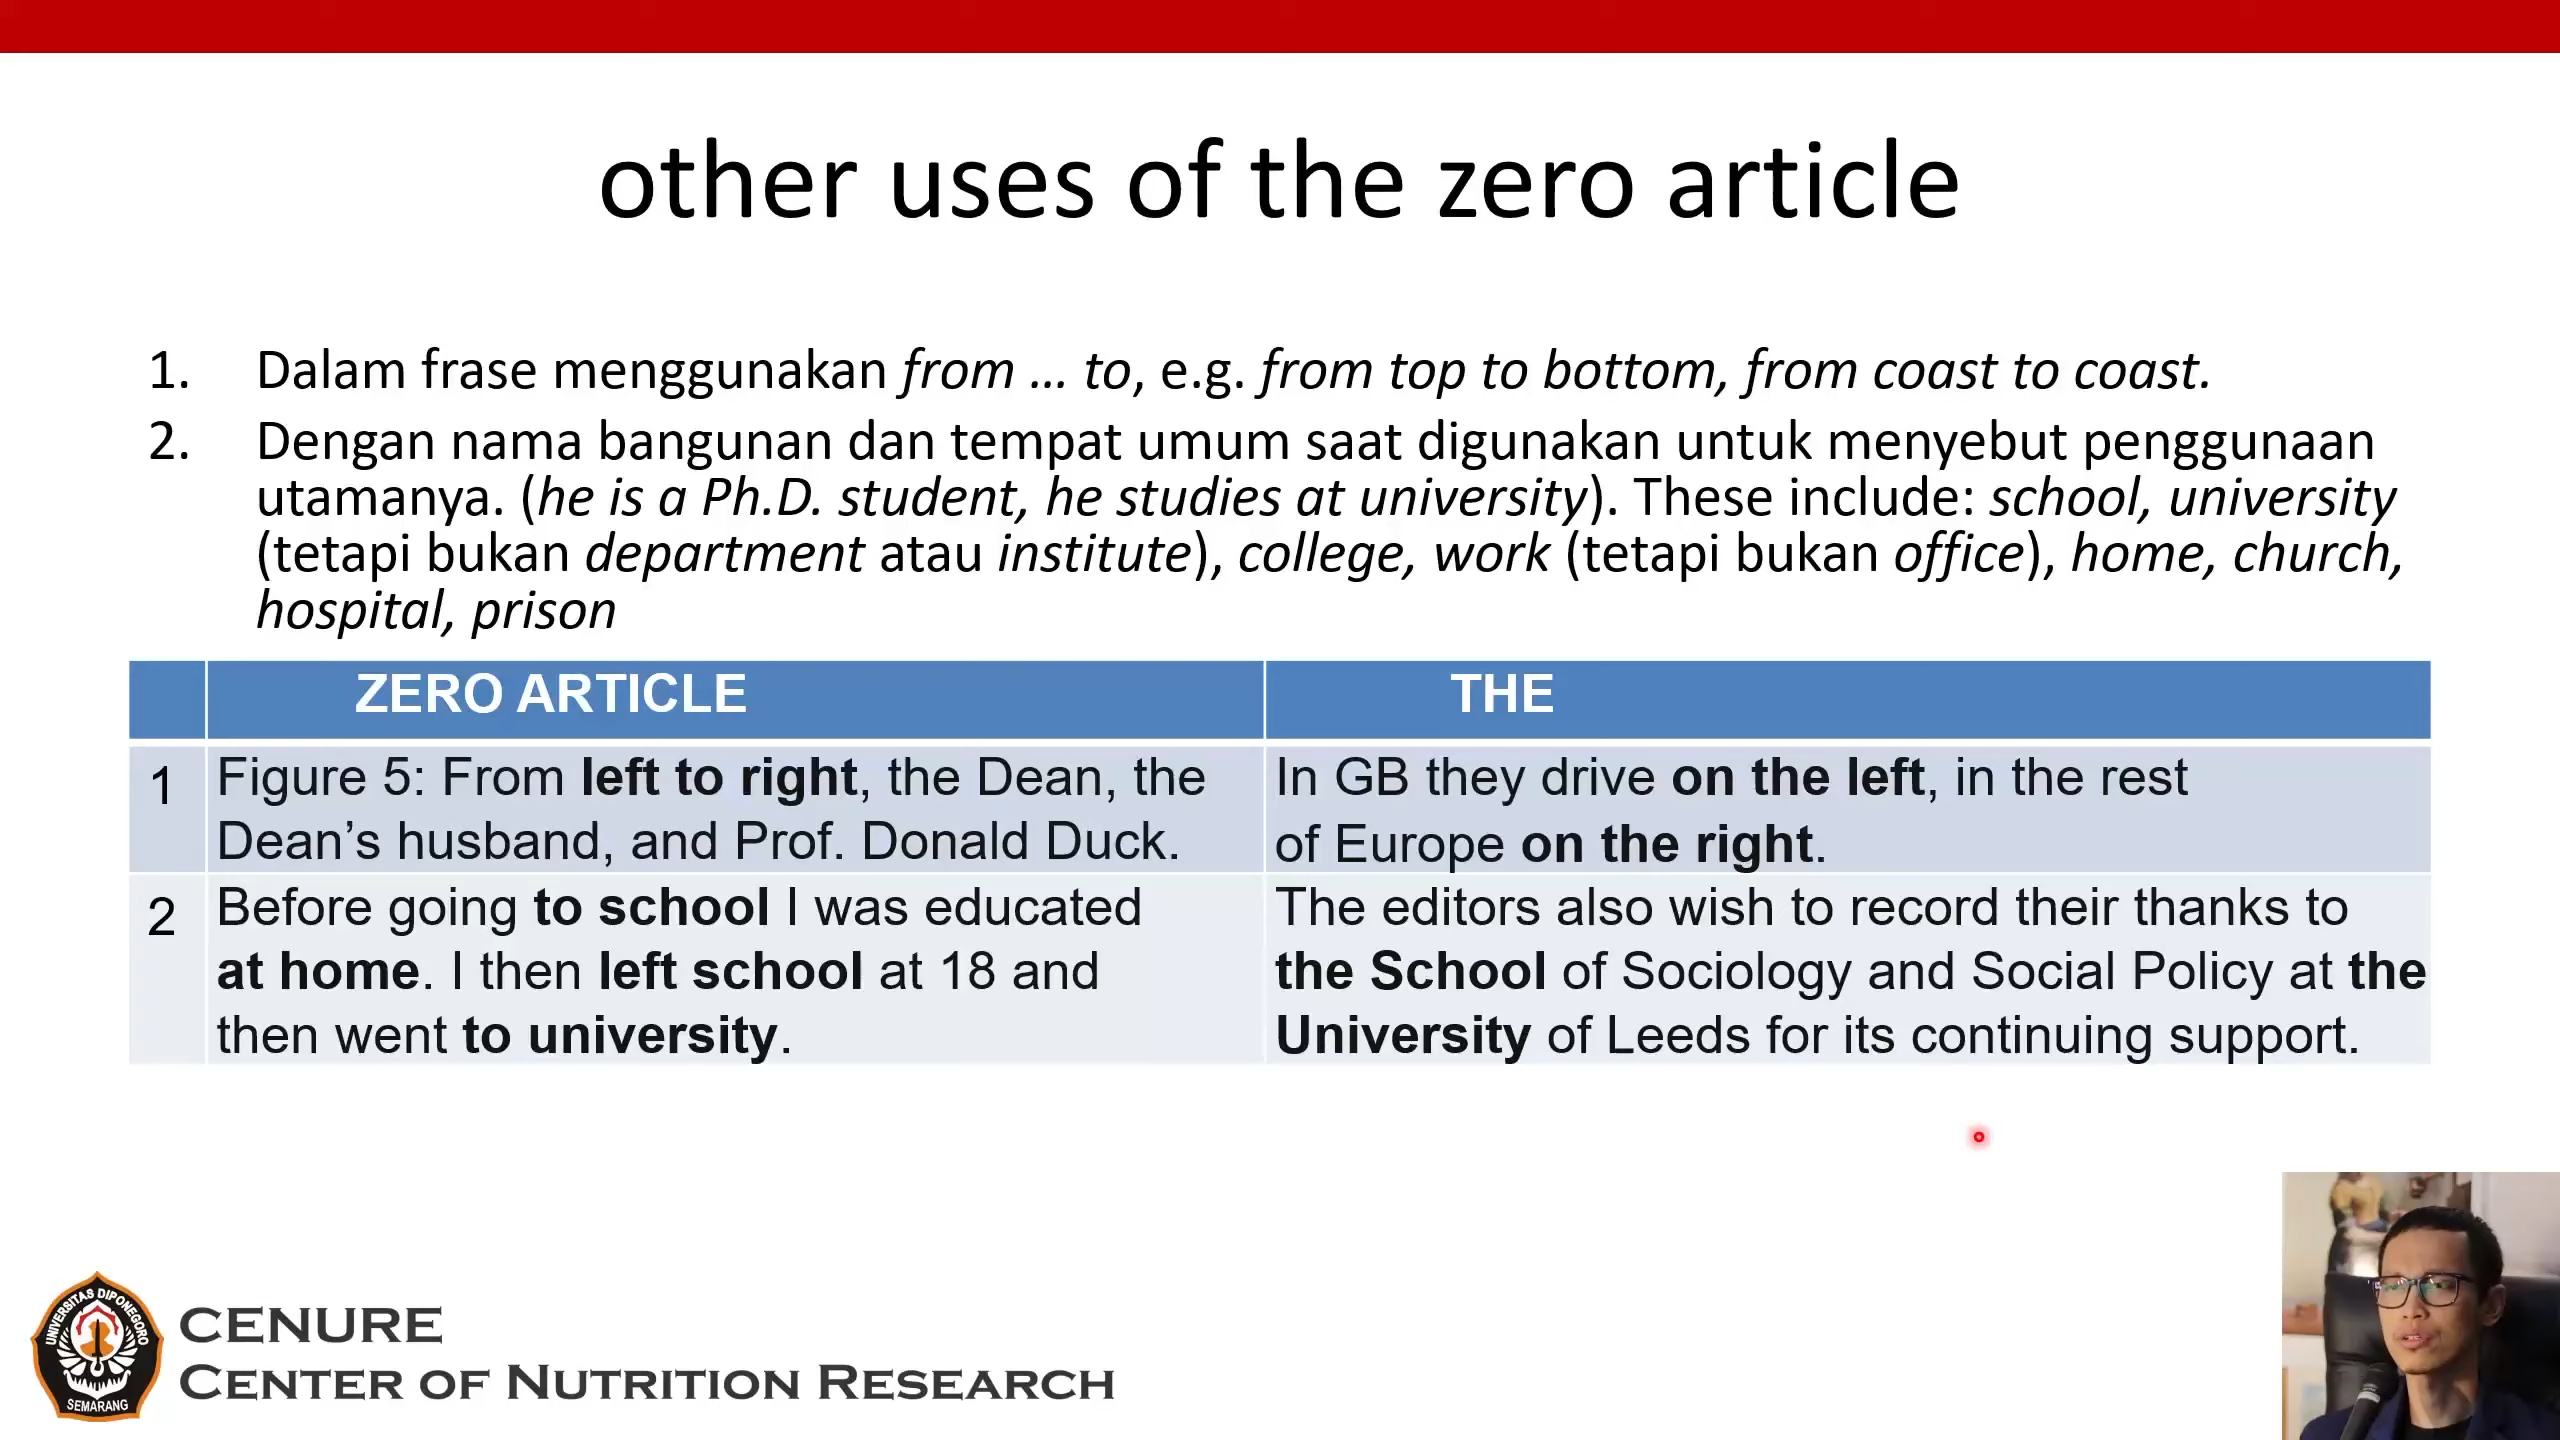 other uses of the zero article
1. Dalam frase menggunakan from ... to, e.g. from top to bottom, from coast to coast.
2. Dengan nama bangunan dan tempat umum saat digunakan untuk menyebut penggunaan
utamanya. (he is a Ph.D. student, he studies at university). These include: school, university
(tetapi bukan department atau institute), college, work (tetapi bukan office), home, church,
hospital, prison
ZERO ARTICLE THE
1 Figure 5: From left to right, the Dean, the
Dean’s husband, and Prof. Donald Duck.
In GB they drive on the left, in the rest
of Europe on the right.
2 Before going to school I was educated
at home. I then left school at 18 and
then went to university.
The editors also wish to record their thanks to
the School of Sociology and Social Policy at the
University of Leeds for its continuing support.
UNIVERSITAS DIPONEGORO
SEMARANG
CENURE
CENTER OF NUTRITION RESEARCH